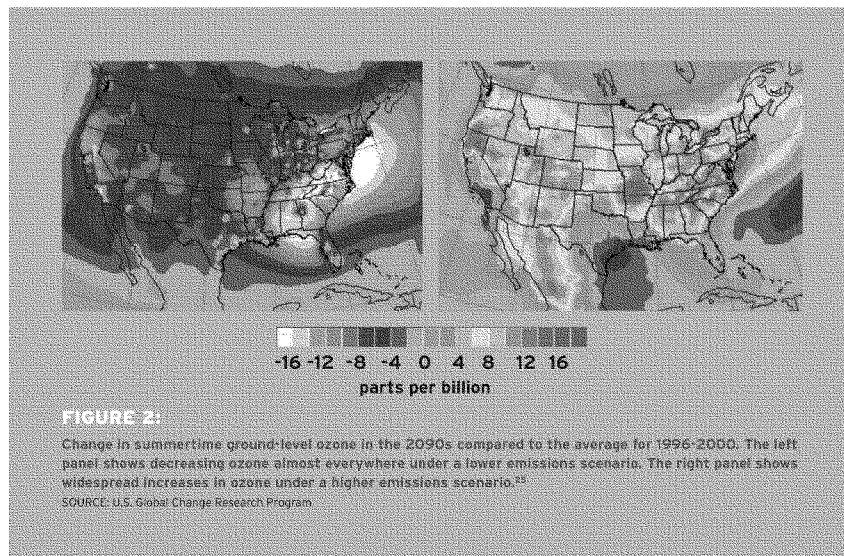 -16 -12 -8 -4 0 4 8 12 16
parts per billion
FIGURE 2:
Change in summertime ground-level ozone in the 2090s compared to the average for 1996-2000. The left
panel shows decreasing ozone almost everywhere under a lower emissions scenario. The right panel shows
widespread increases in ozone under a higher emissions scenario.²⁵
SOURCE: U.S. Global Change Research Program